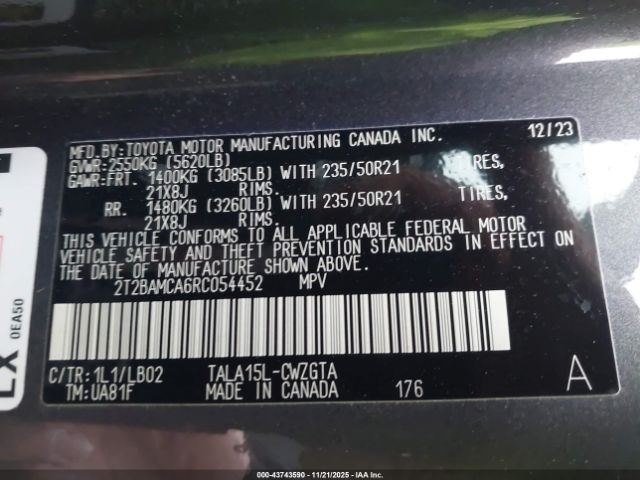 MFD.BY:TOYOTA MOTOR MANUFACTURING CANADA INC. 12/23
GVWR:2550KG (5620LB)
GAWR:FRT. 1400KG (3085LB) WITH 235/50R21 TIRES,
21X8J RIMS.
RR. 1480KG (3260LB) WITH 235/50R21 TIRES,
21X8J RIMS.
THIS VEHICLE CONFORMS TO ALL APPLICABLE FEDERAL MOTOR
VEHICLE SAFETY AND THEFT PREVENTION STANDARDS IN EFFECT ON
THE DATE OF MANUFACTURE SHOWN ABOVE.
2T2BAMCA6RC054452 MPV
C/TR:1L1/LB02 TALA15L-CWZGTA
TM:UA81F MADE IN CANADA 176 A
0EA50
000-43743590 - 11/21/2025 - IAA Inc.